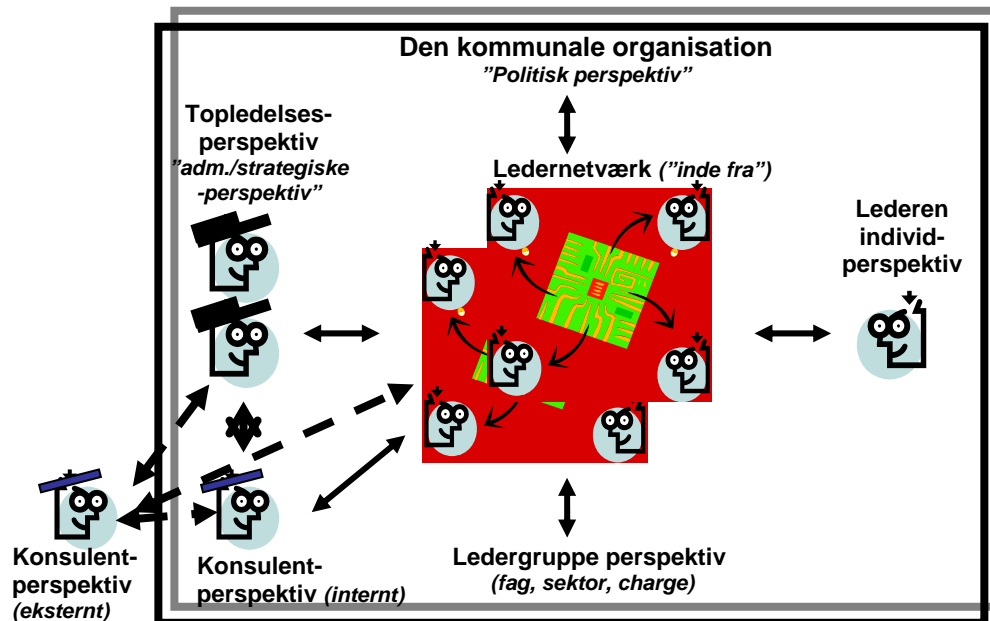 Den kommunale organisation
”Politisk perspektiv”
Topledelses-
perspektiv
”adm./strategiske
-perspektiv”
Ledernetværk (”inde fra”)
Lederen
individ-
perspektiv
Konsulent-
perspektiv
(eksternt)
Konsulent-
perspektiv (internt)
Ledergruppe perspektiv
(fag, sektor, charge)